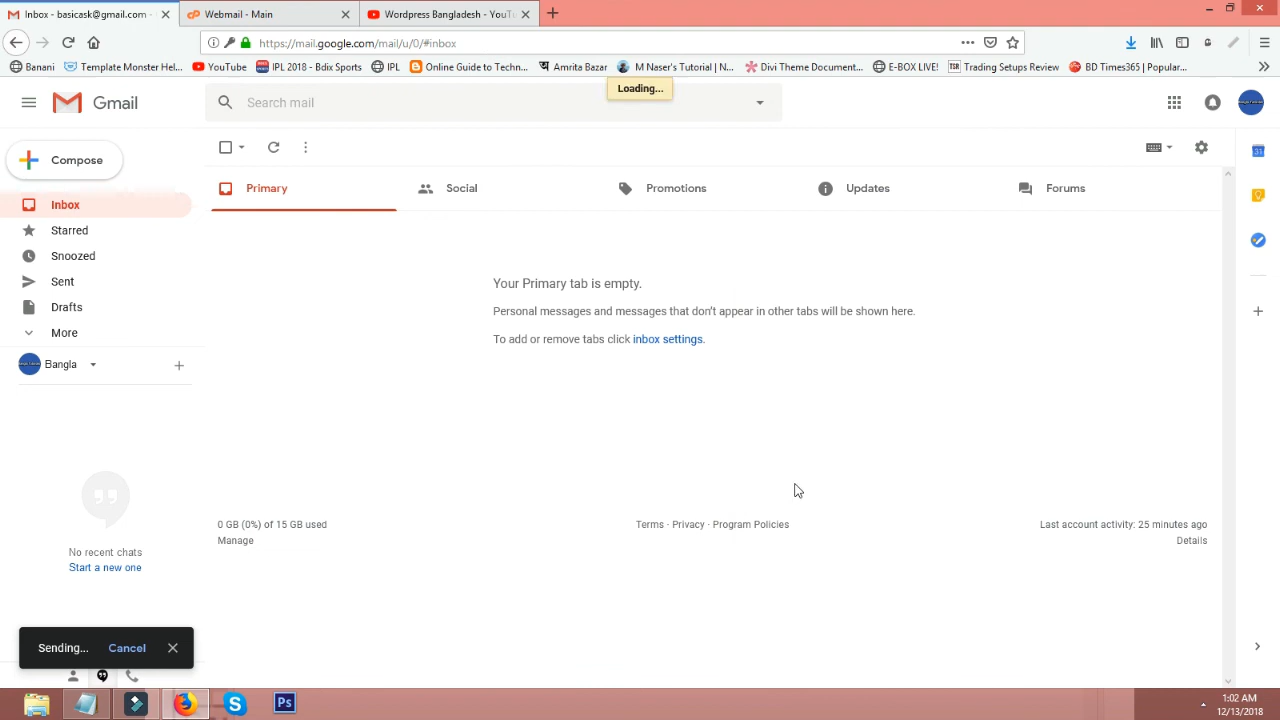 Inbox - basicask@gmail.com -
Webmail - Main
Wordpress Bangladesh - YouTu
https://mail.google.com/mail/u/0/#inbox
Banani
Template Monster Hel...
YouTube
IPL 2018 - Bdix Sports
IPL
Online Guide to Techn...
Amrita Bazar
M Naser's Tutorial | N...
Divi Theme Document...
E-BOX LIVE!
Trading Setups Review
BD Times365 | Popular...
Loading...
Gmail
Search mail
Compose
Primary
Social
Promotions
Updates
Forums
Inbox
Starred
Snoozed
Sent
Drafts
More
Bangla
Your Primary tab is empty.
Personal messages and messages that don't appear in other tabs will be shown here.
To add or remove tabs click inbox settings.
0 GB (0%) of 15 GB used
Manage
Terms · Privacy · Program Policies
Last account activity: 25 minutes ago
Details
No recent chats
Start a new one
Sending... Cancel
Ps
1:02 AM
12/13/2018